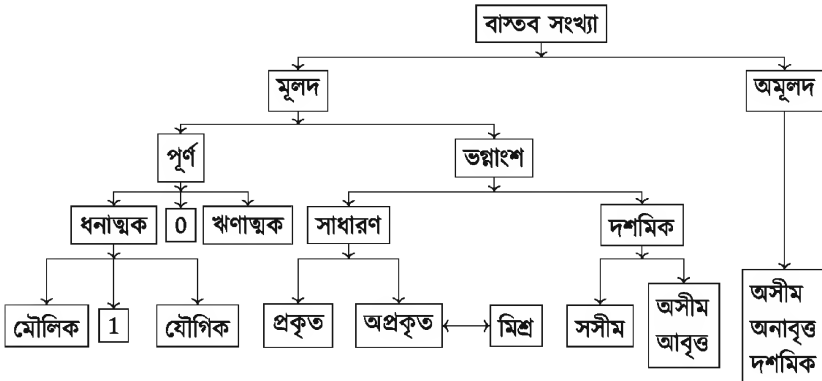 বাস্তব সংখ্যা
মূলদ
অমূলদ
পূর্ণ
ভগ্নাংশ
ধনাত্মক
0
ঋণাত্মক
সাধারণ
দশমিক
মৌলিক
1
যৌগিক
প্রকৃত
অপ্রকৃত
মিশ্র
সসীম
অসীম
আবৃত্ত
অসীম
অনাবৃত্ত
দশমিক